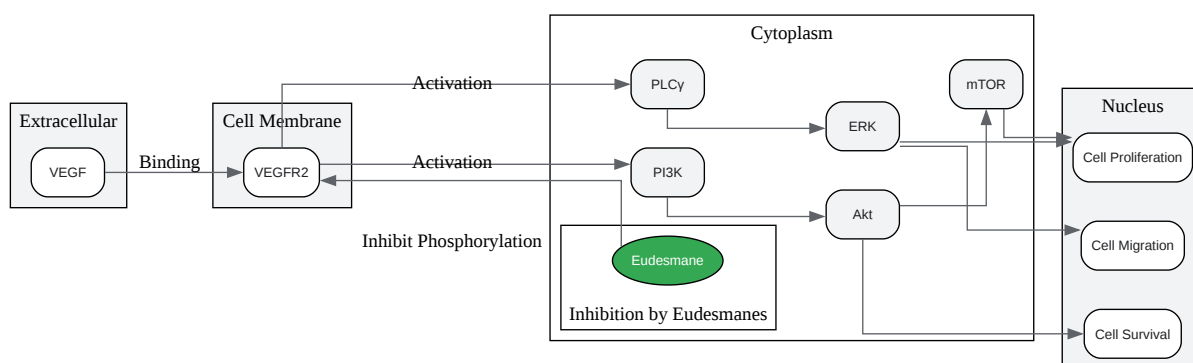 Cytoplasm
Extracellular
VEGF
Binding
Cell Membrane
VEGFR2
Activation
Activation
Inhibit Phosphorylation
PLCγ
PI3K
Eudesmane
Inhibition by Eudesmanes
ERK
Akt
mTOR
Nucleus
Cell Proliferation
Cell Migration
Cell Survival